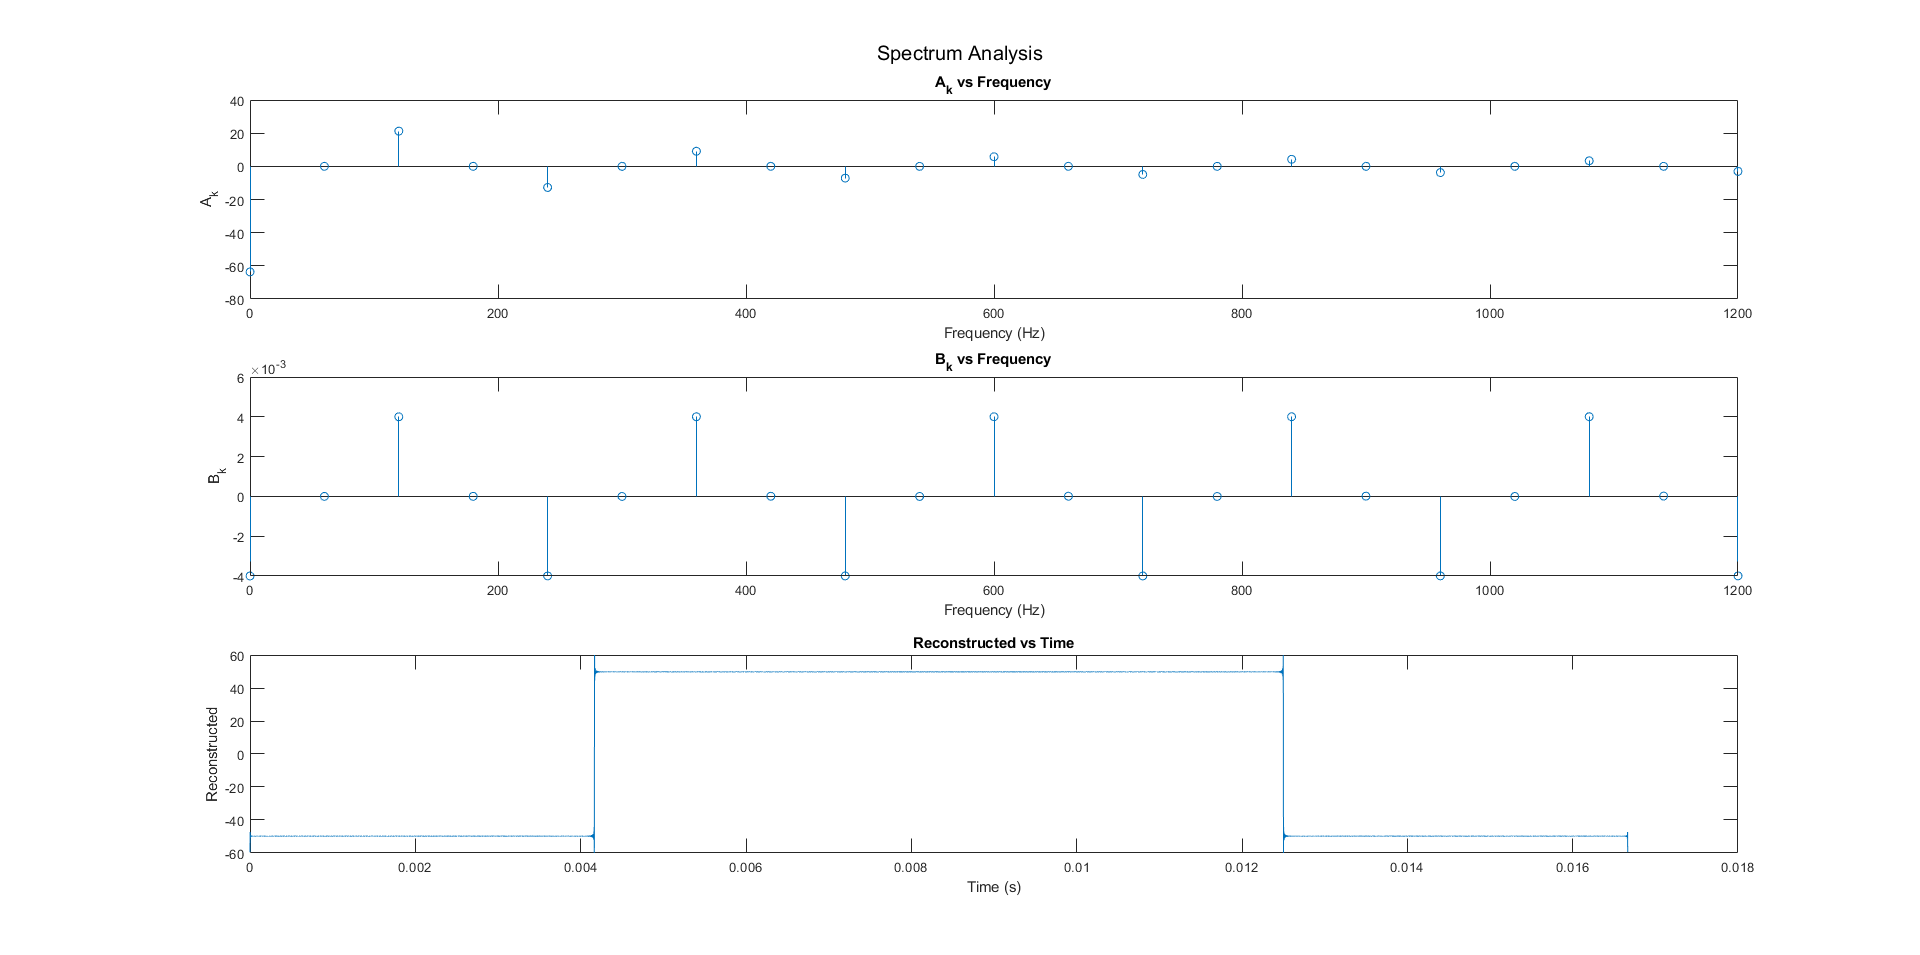 Spectrum Analysis
A_k vs Frequency
40
20
0
-20
-40
-60
-80
A_k
0 200 400 600 800 1000 1200
Frequency (Hz)
B_k vs Frequency
×10^-3
6
4
2
0
-2
-4
B_k
0 200 400 600 800 1000 1200
Frequency (Hz)
Reconstructed vs Time
60
40
20
0
-20
-40
-60
Reconstructed
0 0.002 0.004 0.006 0.008 0.01 0.012 0.014 0.016 0.018
Time (s)